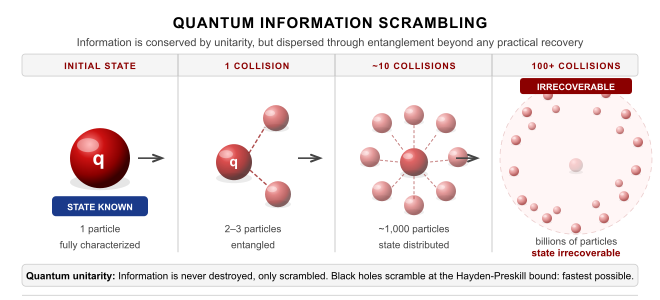 QUANTUM INFORMATION SCRAMBLING
Information is conserved by unitarity, but dispersed through entanglement beyond any practical recovery
INITIAL STATE
1 COLLISION
~10 COLLISIONS
100+ COLLISIONS
IRRECOVERABLE
q
q
STATE KNOWN
1 particle
fully characterized
2–3 particles
entangled
~1,000 particles
state distributed
billions of particles
state irrecoverable
Quantum unitarity: Information is never destroyed, only scrambled. Black holes scramble at the Hayden-Preskill bound: fastest possible.